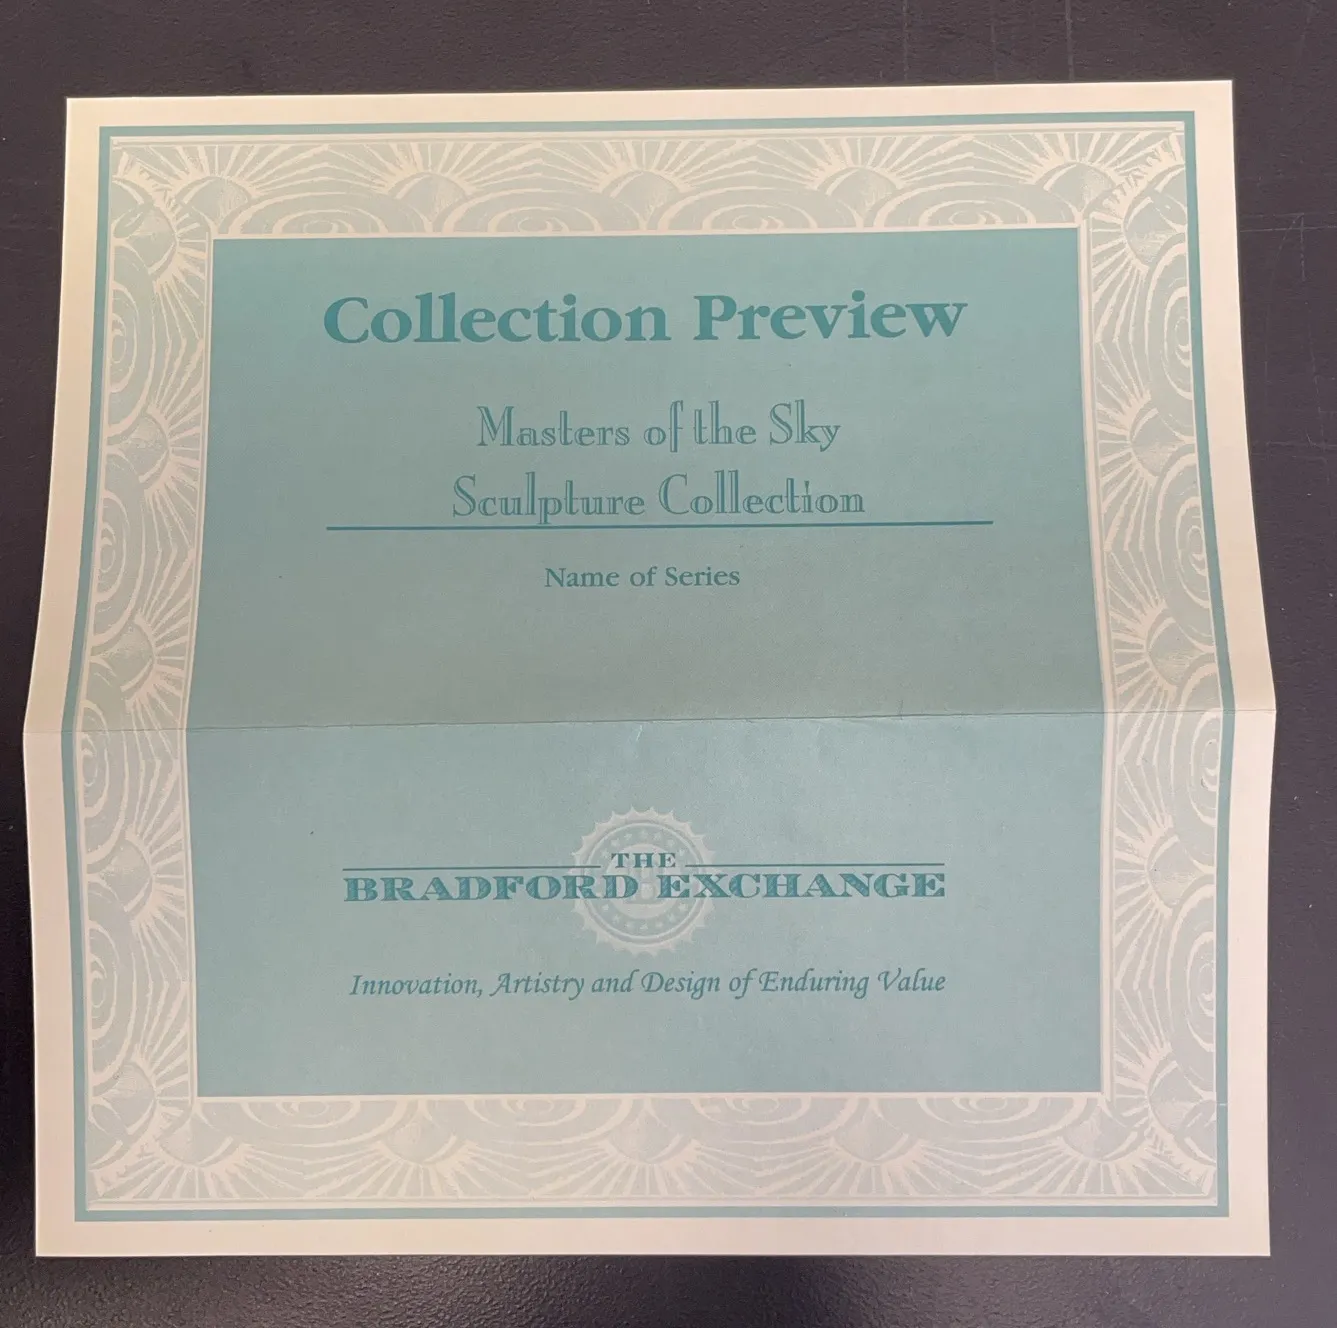 Collection Preview
Masters of the Sky
Sculpture Collection
Name of Series
THE
BRADFORD EXCHANGE
Innovation, Artistry and Design of Enduring Value